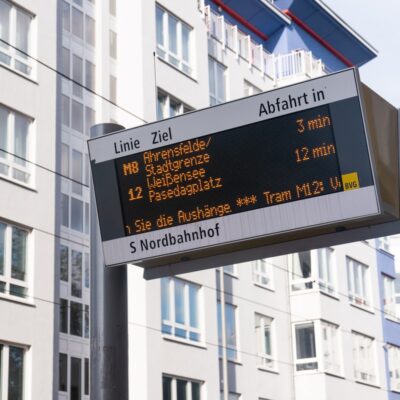 Linie Ziel Abfahrt in
M8 Ahrensfelde/ 3 min
Stadtgrenze
12 Weißensee 12 min
Pasedagplatz
Sie die Aushänge. *** Tram M12:
BVG
S Nordbahnhof